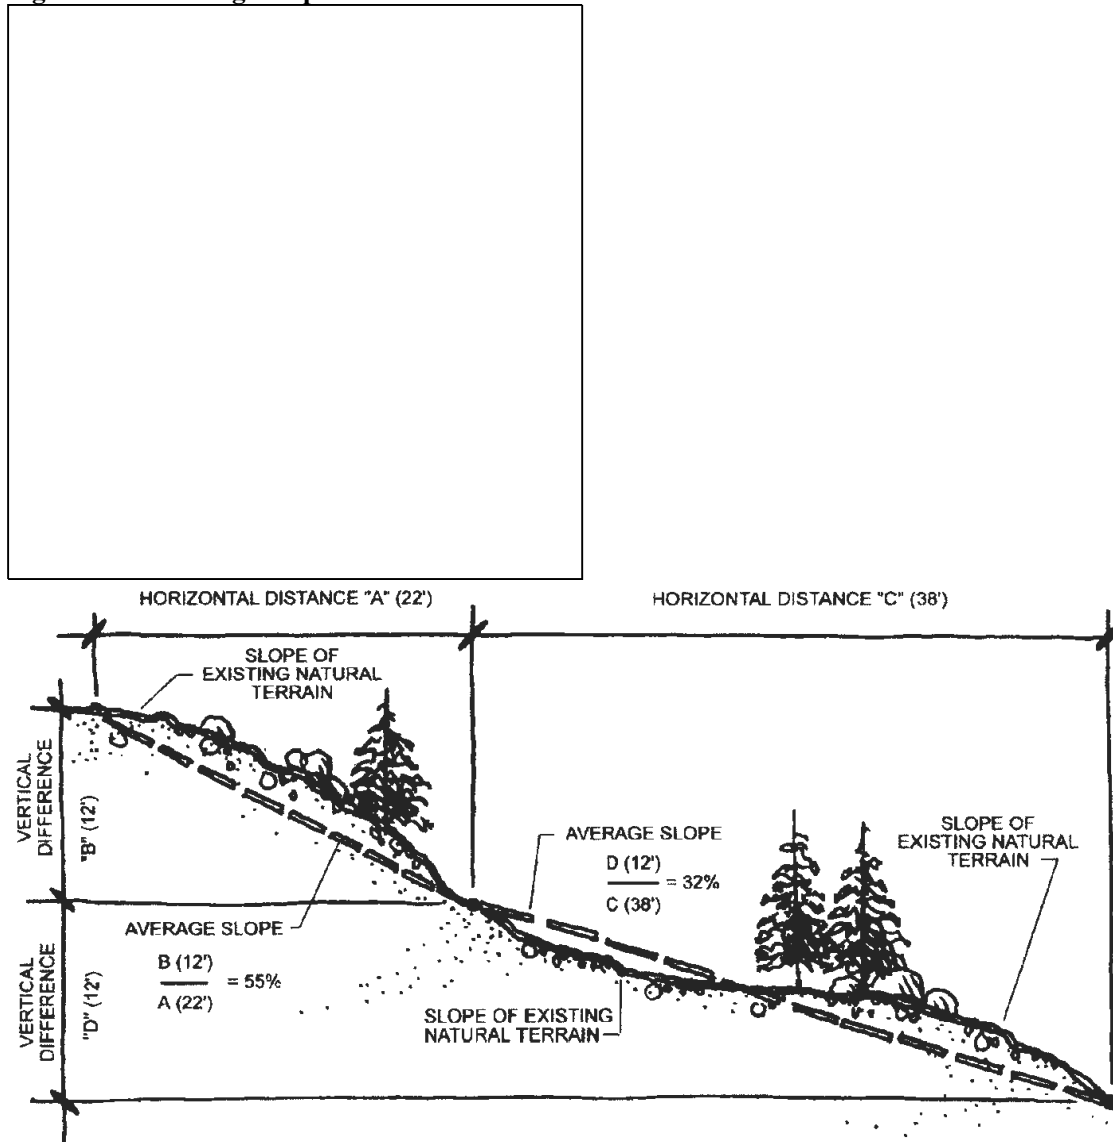 HORIZONTAL DISTANCE "A" (22')
HORIZONTAL DISTANCE "C" (38')
SLOPE OF
EXISTING NATURAL
TERRAIN
VERTICAL
DIFFERENCE
"B" (12')
AVERAGE SLOPE
D (12')
C (38')
= 32%
SLOPE OF
EXISTING NATURAL
TERRAIN
AVERAGE SLOPE
B (12')
A (22')
= 55%
VERTICAL
DIFFERENCE
"D" (12')
SLOPE OF EXISTING
NATURAL TERRAIN